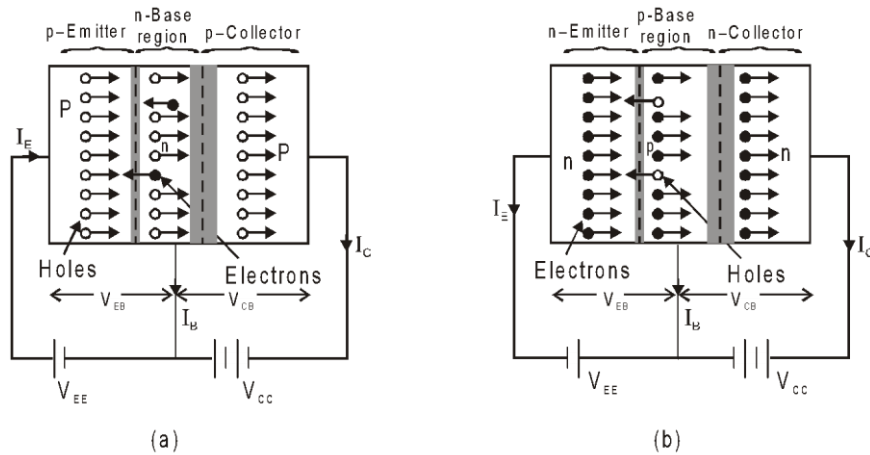 n-Base
p-Emitter region p-Collector
P
n
P
I_E
I_C
Holes
Electrons
V_EB
V_CB
I_B
V_EE
V_CC
(a)
p-Base
n-Emitter region n-Collector
n
p
n
I_E
I_C
Electrons
Holes
V_EB
V_CB
I_B
V_EE
V_CC
(b)